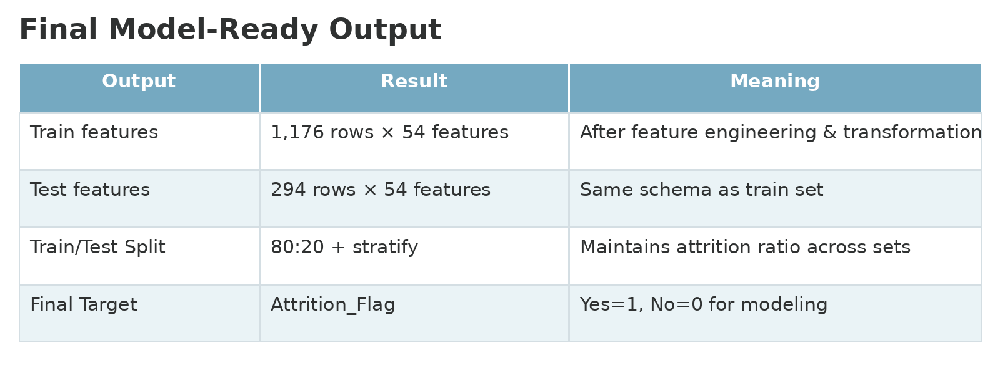 Final Model-Ready Output
Output Result Meaning
Train features 1,176 rows × 54 features After feature engineering & transformation
Test features 294 rows × 54 features Same schema as train set
Train/Test Split 80:20 + stratify Maintains attrition ratio across sets
Final Target Attrition_Flag Yes=1, No=0 for modeling